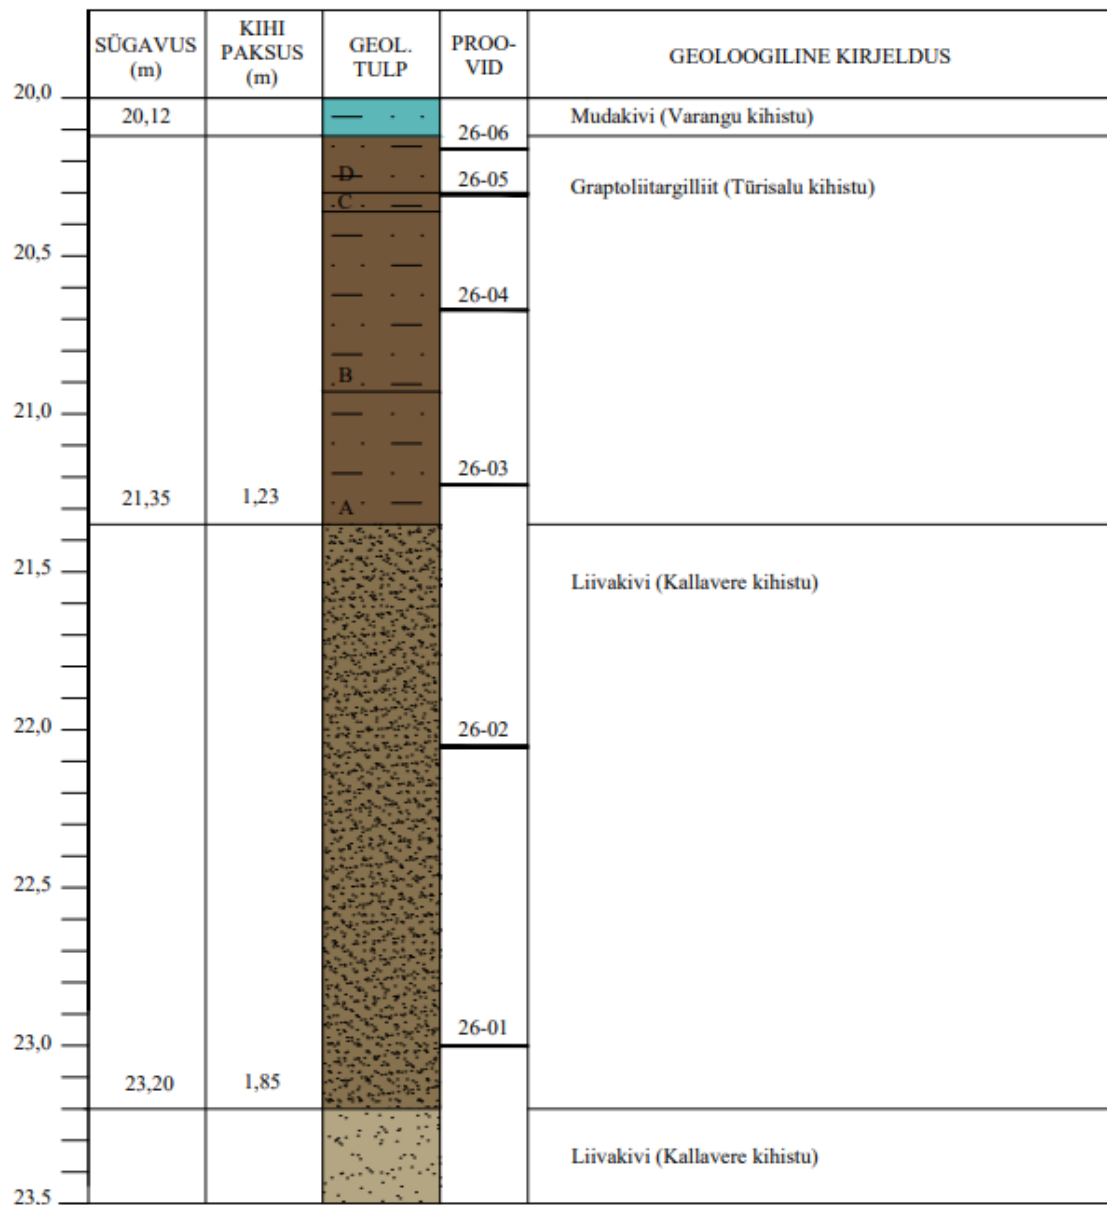 SÜGAVUS
(m)
KIHI
PAKSUS
(m)
GEOL.
TULP
PROO-
VID
GEOLOOGILINE KIRJELDUS
20,0
20,12
Mudakivi (Varangu kihistu)
26-06
D
26-05
Graptoliitargilliit (Türisalu kihistu)
C
20,5
26-04
B
21,0
26-03
21,35
1,23
A
21,5
Liivakivi (Kallavere kihistu)
22,0
26-02
22,5
26-01
23,0
23,20
1,85
Liivakivi (Kallavere kihistu)
23,5